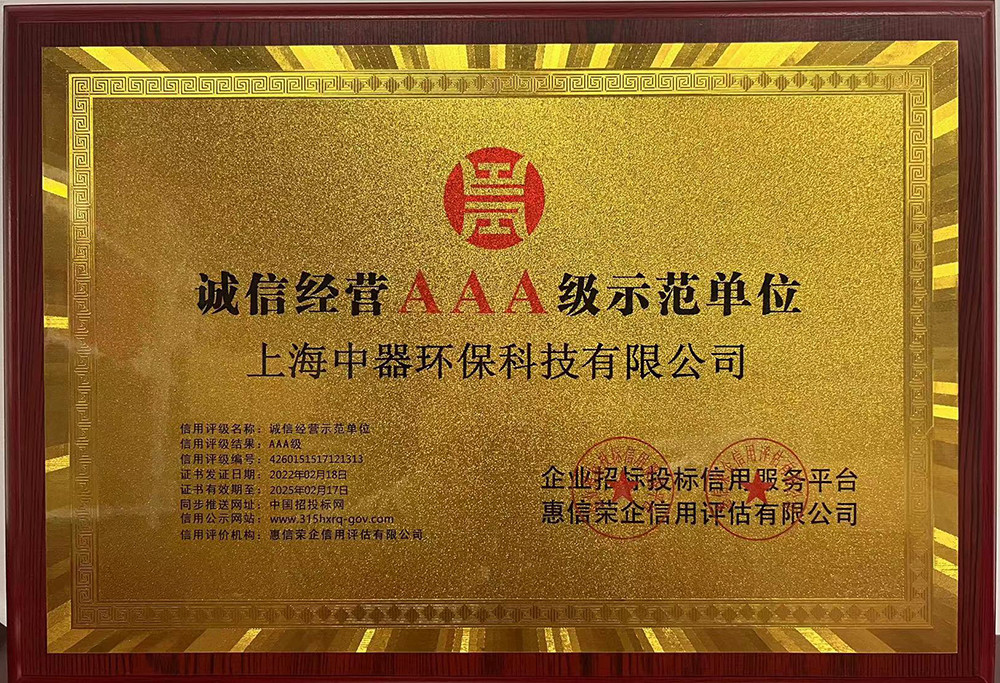 诚信经营AAA级示范单位
上海中器环保科技有限公司
信用评级名称：诚信经营示范单位
信用评级结果：AAA级
信用评级编号：4260151517121313
证书发证日期：2022年02月18日
证书有效期至：2025年02月17日
同步推送网址：中国招投标网
信用公示网站：www.315hxrq-gov.com
信用评价机构：惠信荣企信用评估有限公司
企业招标投标信用服务平台
惠信荣企信用评估有限公司